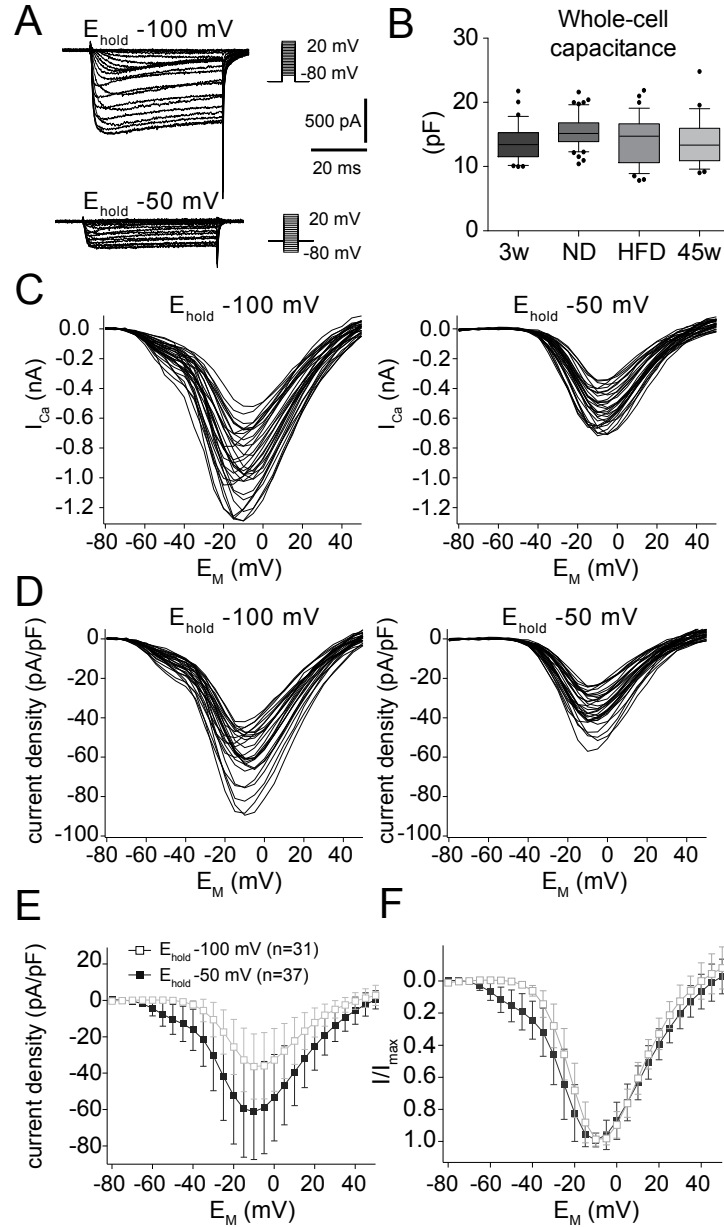 A
E_hold -100 mV
20 mV
-80 mV
500 pA
20 ms
E_hold -50 mV
20 mV
-80 mV
B
Whole-cell
capacitance
(pF)
30
20
10
0
3w ND HFD 45w
C
E_hold -100 mV
I_Ca (nA)
0.0
-0.2
-0.4
-0.6
-0.8
-1.0
-1.2
-80 -60 -40 -20 0 20 40
E_M (mV)
E_hold -50 mV
I_Ca (nA)
0.0
-0.2
-0.4
-0.6
-0.8
-1.0
-1.2
-80 -60 -40 -20 0 20 40
E_M (mV)
D
E_hold -100 mV
current density (pA/pF)
0
-20
-40
-60
-80
-100
-80 -60 -40 -20 0 20 40
E_M (mV)
E_hold -50 mV
current density (pA/pF)
0
-20
-40
-60
-80
-100
-80 -60 -40 -20 0 20 40
E_M (mV)
E
E_hold -100 mV (n=31)
E_hold -50 mV (n=37)
current density (pA/pF)
20
0
-20
-40
-60
-80
-80 -60 -40 -20 0 20 40
E_M (mV)
F
I/I_max
0.0
0.2
0.4
0.6
0.8
1.0
-80 -60 -40 -20 0 20 40
E_M (mV)